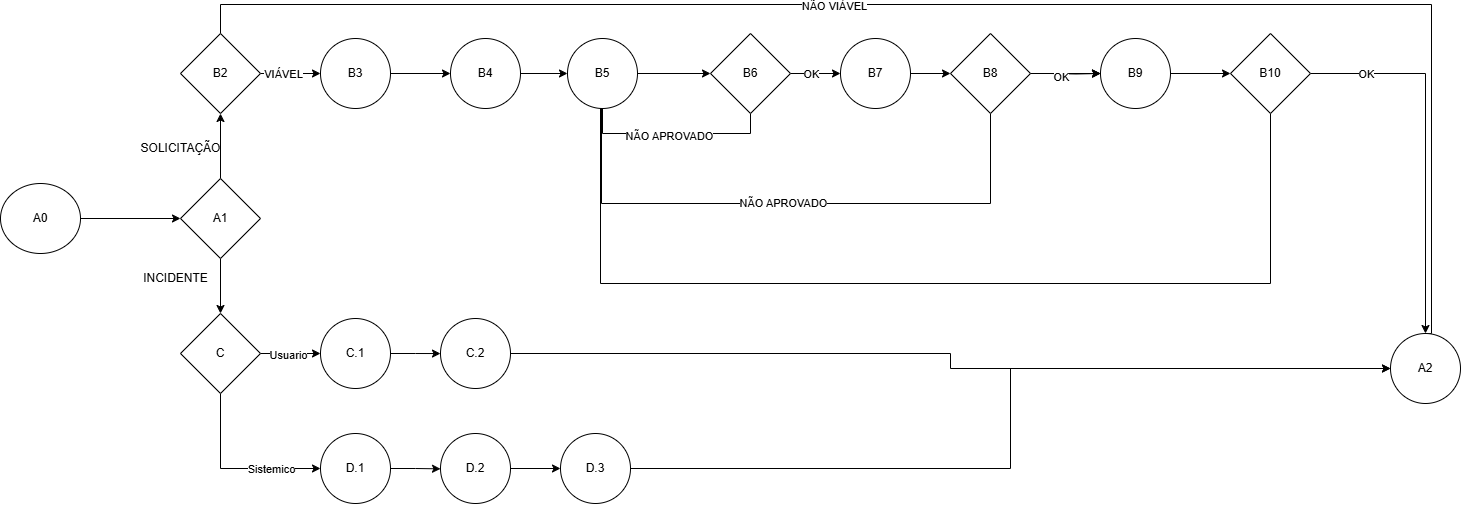 NÃO VIÁVEL
B2
VIÁVEL
B3
B4
B5
B6
OK
B7
B8
OK
B9
B10
OK
NÃO APROVADO
SOLICITAÇÃO
NÃO APROVADO
A0
A1
INCIDENTE
C
Usuario
C.1
C.2
A2
Sistemico
D.1
D.2
D.3